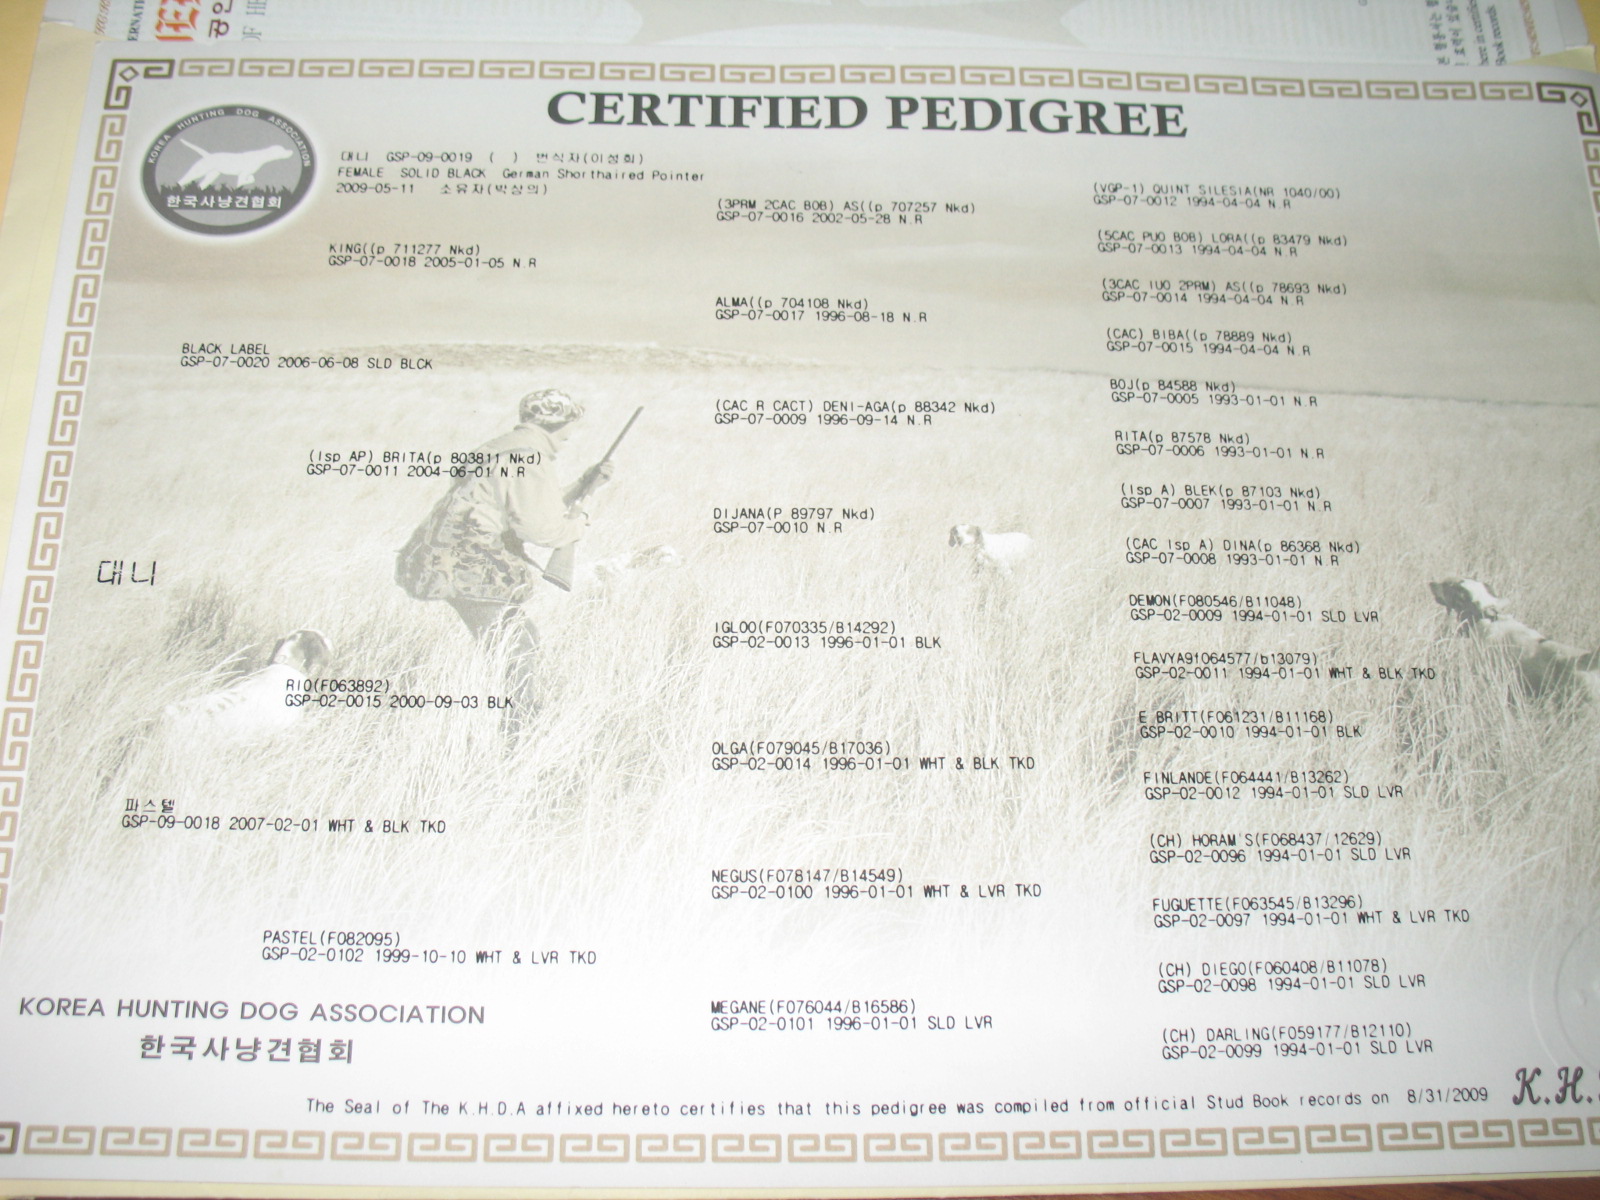 CERTIFIED PEDIGREE
KOREA HUNTING DOG ASSOCIATION
한국사냥견협회
대니 GSP-09-0019 ( ) 번식자(이성희)
FEMALE SOLID BLACK German Shorthaired Pointer
2009-05-11 소유자(박상의)
KING((p 711277 Nkd)
GSP-07-0018 2005-01-05 N.R
BLACK LABEL
GSP-07-0020 2006-06-08 SLD BLCK
(Isp AP) BRITA(p 803811 Nkd)
GSP-07-0011 2004-06-01 N.R
대니
RIO(F063892)
GSP-02-0015 2000-09-03 BLK
파스텔
GSP-09-0018 2007-02-01 WHT & BLK TKD
PASTEL(F082095)
GSP-02-0102 1999-10-10 WHT & LVR TKD
(3PRM 2CAC BOB) AS((p 707257 Nkd)
GSP-07-0016 2002-05-28 N.R
ALMA((p 704108 Nkd)
GSP-07-0017 1996-08-18 N.R
(CAC R CACT) DENI-AGA(p 88342 Nkd)
GSP-07-0009 1996-09-14 N.R
DIJANA(P 89797 Nkd)
GSP-07-0010 N.R
IGLOO(F070335/B14292)
GSP-02-0013 1996-01-01 BLK
OLGA(F079045/B17036)
GSP-02-0014 1996-01-01 WHT & BLK TKD
NEGUS(F078147/B14549)
GSP-02-0100 1996-01-01 WHT & LVR TKD
MEGANE(F076044/B16586)
GSP-02-0101 1996-01-01 SLD LVR
(VGP-1) QUINT SILESIA(NR 1040/00)
GSP-07-0012 1994-04-04 N.R
(5CAC PUO BOB) LORA((p 83479 Nkd)
GSP-07-0013 1994-04-04 N.R
(3CAC IUO 2PRM) AS((p 78693 Nkd)
GSP-07-0014 1994-04-04 N.R
(CAC) BIBA((p 78889 Nkd)
GSP-07-0015 1994-04-04 N.R
BOJ(p 84588 Nkd)
GSP-07-0005 1993-01-01 N.R
RITA(p 87578 Nkd)
GSP-07-0006 1993-01-01 N.R
(Isp A) BLEK(p 87103 Nkd)
GSP-07-0007 1993-01-01 N.R
(CAC Isp A) DINA(p 86368 Nkd)
GSP-07-0008 1993-01-01 N.R
DEMON(F080546/B11048)
GSP-02-0009 1994-01-01 SLD LVR
FLAVYA91064577/b13079)
GSP-02-0011 1994-01-01 WHT & BLK TKD
E BRITT(F061231/B11168)
GSP-02-0010 1994-01-01 BLK
FINLANDE(F064441/B13262)
GSP-02-0012 1994-01-01 SLD LVR
(CH) HORAM'S(F068437/12629)
GSP-02-0096 1994-01-01 SLD LVR
FUGUETTE(F063545/B13296)
GSP-02-0097 1994-01-01 WHT & LVR TKD
(CH) DIEGO(F060408/B11078)
GSP-02-0098 1994-01-01 SLD LVR
(CH) DARLING(F059177/B12110)
GSP-02-0099 1994-01-01 SLD LVR
KOREA HUNTING DOG ASSOCIATION
한국사냥견협회
The Seal of The K.H.D.A affixed hereto certifies that this pedigree was compiled from official Stud Book records on 8/31/2009
K.H.